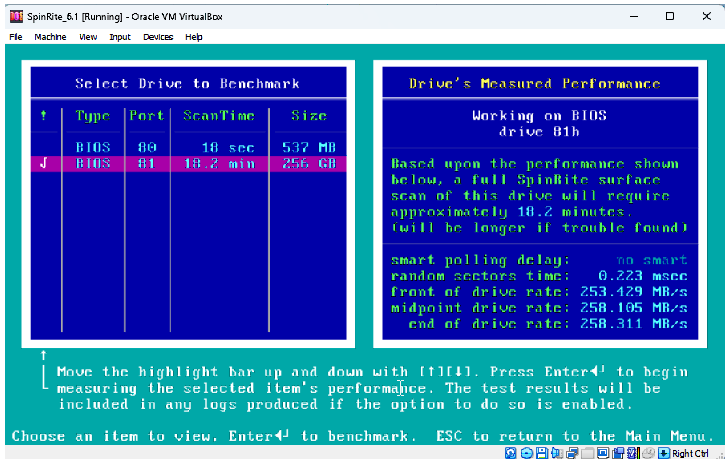 SpinRite_6.1 [Running] - Oracle VM VirtualBox
File Machine View Input Devices Help
Select Drive to Benchmark
↑ Type Port ScanTime Size
BIOS 80 18 sec 537 MB
√ BIOS 81 18.2 min 256 GB
Drive's Measured Performance
Working on BIOS
drive 81h
Based upon the performance shown
below, a full SpinRite surface
scan of this drive will require
approximately 18.2 minutes.
(will be longer if trouble found)
smart polling delay: no smart
random sectors time: 0.223 msec
front of drive rate: 253.429 MB/s
midpoint drive rate: 258.105 MB/s
end of drive rate: 258.311 MB/s
Move the highlight bar up and down with [↑][↓]. Press Enter◄┘ to begin
measuring the selected item's performance. The test results will be
included in any logs produced if the option to do so is enabled.
Choose an item to view. Enter◄┘ to benchmark. ESC to return to the Main Menu.
Right Ctrl